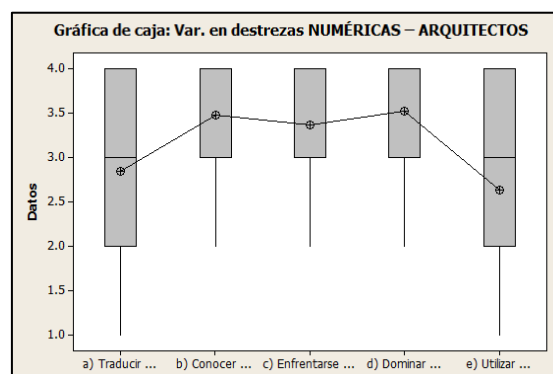 Gráfica de caja: Var. en destrezas NUMÉRICAS – ARQUITECTOS
4.0
3.5
3.0
2.5
2.0
1.5
1.0
Datos
a) Traducir ... b) Conocer ... c) Enfrentarse ... d) Dominar ... e) Utilizar ...